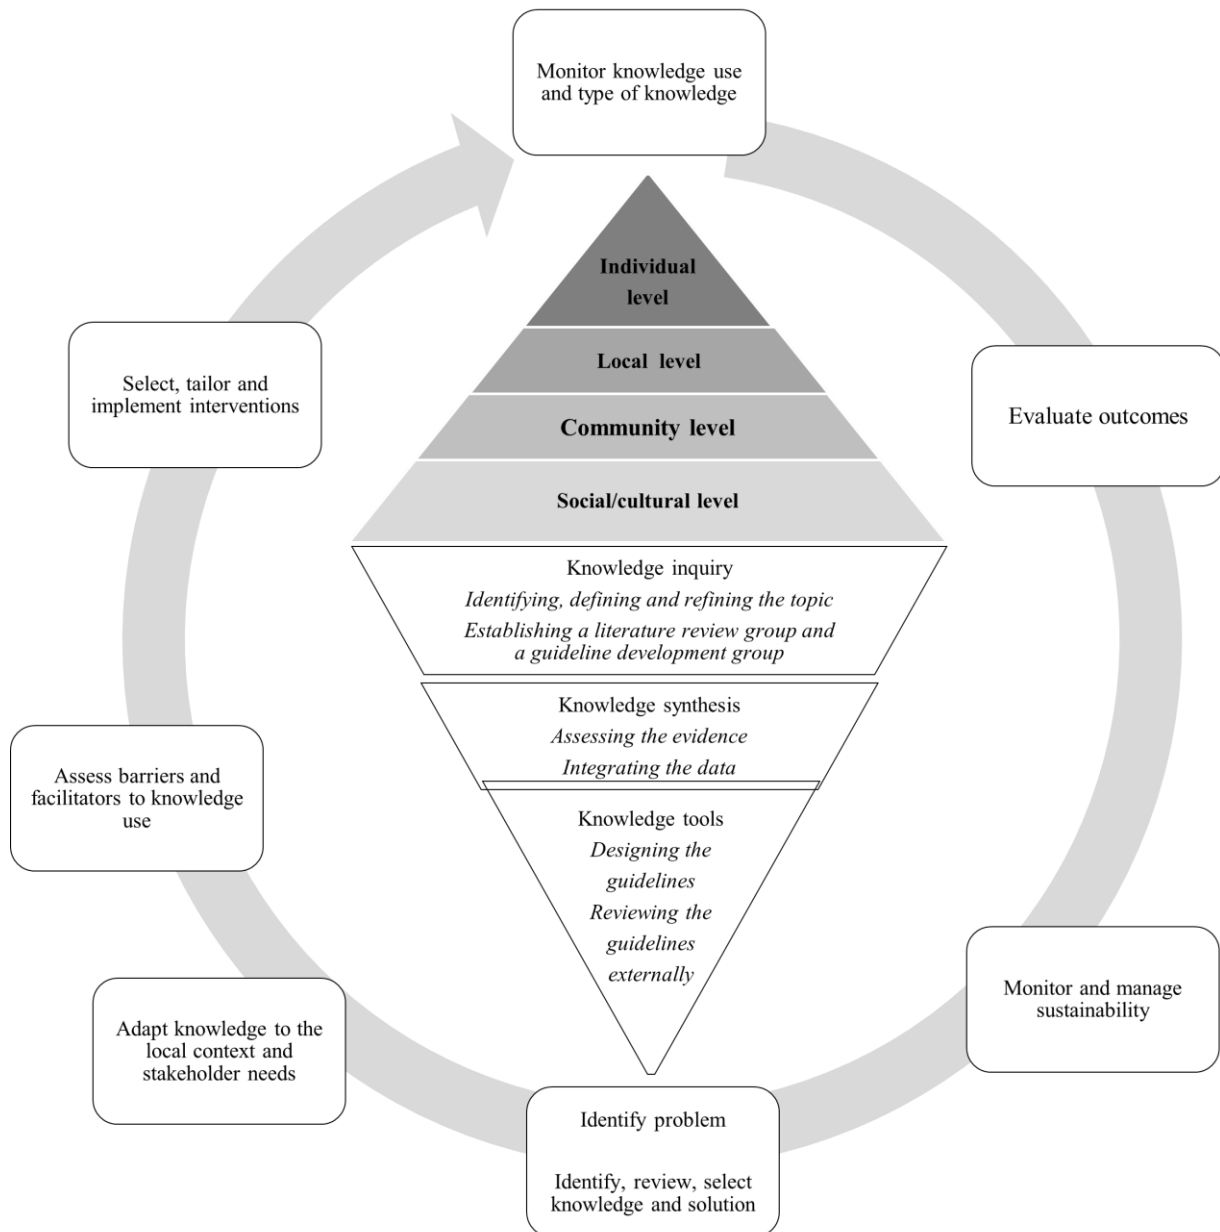 Monitor knowledge use
and type of knowledge
Individual
level
Local level
Select, tailor and
implement interventions
Evaluate outcomes
Community level
Social/cultural level
Knowledge inquiry
Identifying, defining and refining the topic
Establishing a literature review group and
a guideline development group
Knowledge synthesis
Assessing the evidence
Integrating the data
Assess barriers and
facilitators to knowledge
use
Knowledge tools
Designing the
guidelines
Reviewing the
guidelines
externally
Monitor and manage
sustainability
Adapt knowledge to the
local context and
stakeholder needs
Identify problem
Identify, review, select
knowledge and solution